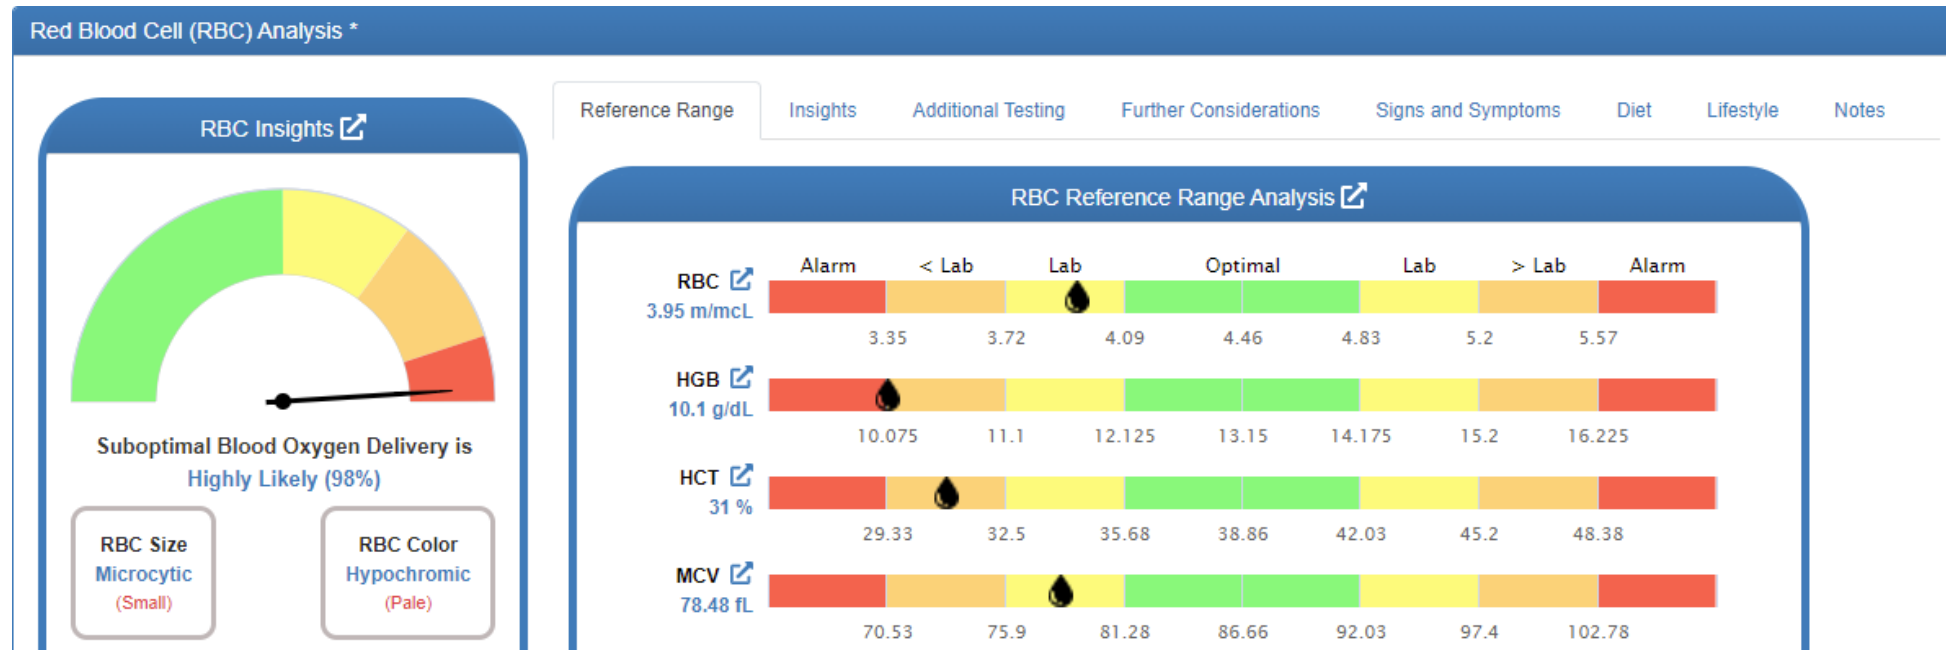 Red Blood Cell (RBC) Analysis *
RBC Insights
Suboptimal Blood Oxygen Delivery is
Highly Likely (98%)
RBC Size
Microcytic
(Small)
RBC Color
Hypochromic
(Pale)
Reference Range Insights Additional Testing Further Considerations Signs and Symptoms Diet Lifestyle Notes
RBC Reference Range Analysis
Alarm < Lab Lab Optimal Lab > Lab Alarm
RBC
3.95 m/mcL
3.35 3.72 4.09 4.46 4.83 5.2 5.57
HGB
10.1 g/dL
10.075 11.1 12.125 13.15 14.175 15.2 16.225
HCT
31 %
29.33 32.5 35.68 38.86 42.03 45.2 48.38
MCV
78.48 fL
70.53 75.9 81.28 86.66 92.03 97.4 102.78